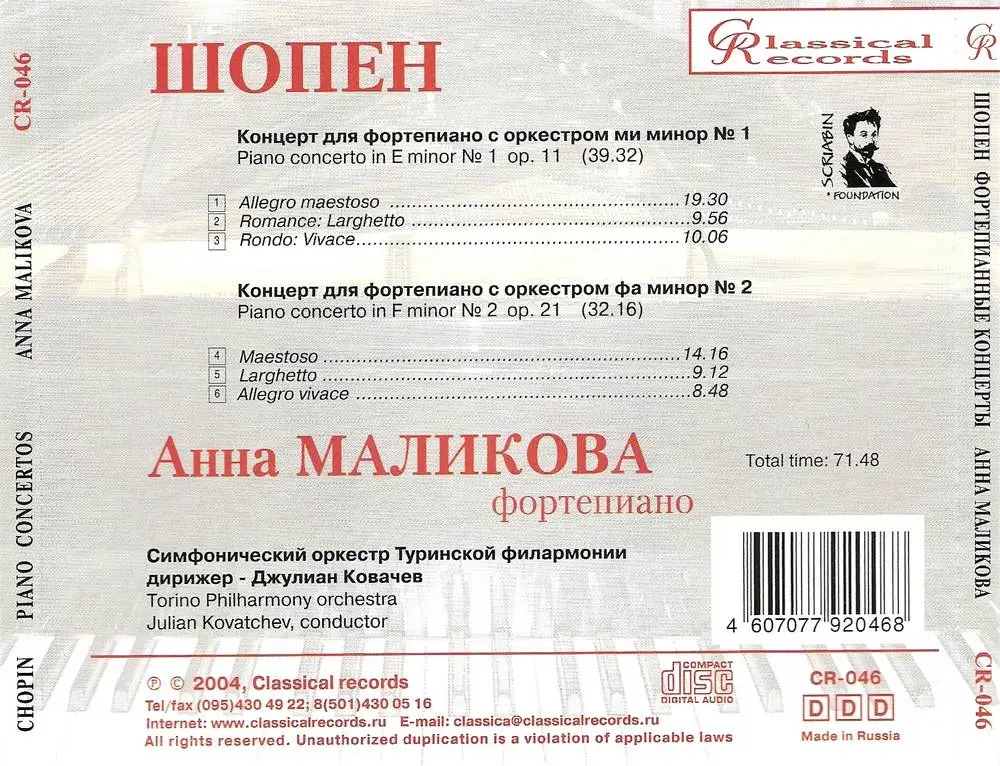 CR-046
ANNA MALIKOVA
PIANO CONCERTOS
CHOPIN
ШОПЕН
Classical
Records
CR
Концерт для фортепиано с оркестром ми минор № 1
Piano concerto in E minor № 1 op. 11 (39.32)
SCRIABIN
FOUNDATION
1 Allegro maestoso ........ 19.30
2 Romance: Larghetto ........ 9.56
3 Rondo: Vivace........ 10.06
Концерт для фортепиано с оркестром фа минор № 2
Piano concerto in F minor № 2 op. 21 (32.16)
4 Maestoso ........ 14.16
5 Larghetto ........ 9.12
6 Allegro vivace ........ 8.48
Анна МАЛИКОВА
фортепиано
Total time: 71.48
Симфонический оркестр Туринской филармонии
дирижер - Джулиан Ковачев
Torino Philharmony orchestra
Julian Kovatchev, conductor
4 607077 920468
℗ © 2004, Classical records
Tel/fax (095)430 49 22; 8(501)430 05 16
Internet: www.classicalrecords.ru E-mail: classica@classicalrecords.ru
All rights reserved. Unauthorized duplication is a violation of applicable laws
COMPACT
disc
DIGITAL AUDIO
CR-046
D D D
Made in Russia
ШОПЕН ФОРТЕПИАННЫЕ КОНЦЕРТЫ АННА МАЛИКОВА
CR-046